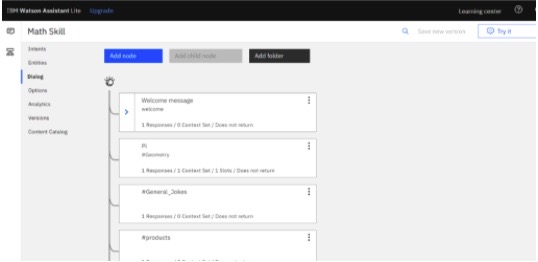 IBM Watson Assistant Lite Upgrade
Learning center
Math Skill
Save new version
Try it
Intents
Entities
Dialog
Options
Analytics
Versions
Content Catalog
Add node
Add child node
Add folder
Welcome message
welcome
1 Responses / 0 Context Set / Does not return
Pi
#Geometry
1 Responses / 1 Context Set / 1 Slots / Does not return
#General_Jokes
1 Responses / 0 Context Set / Does not return
#products